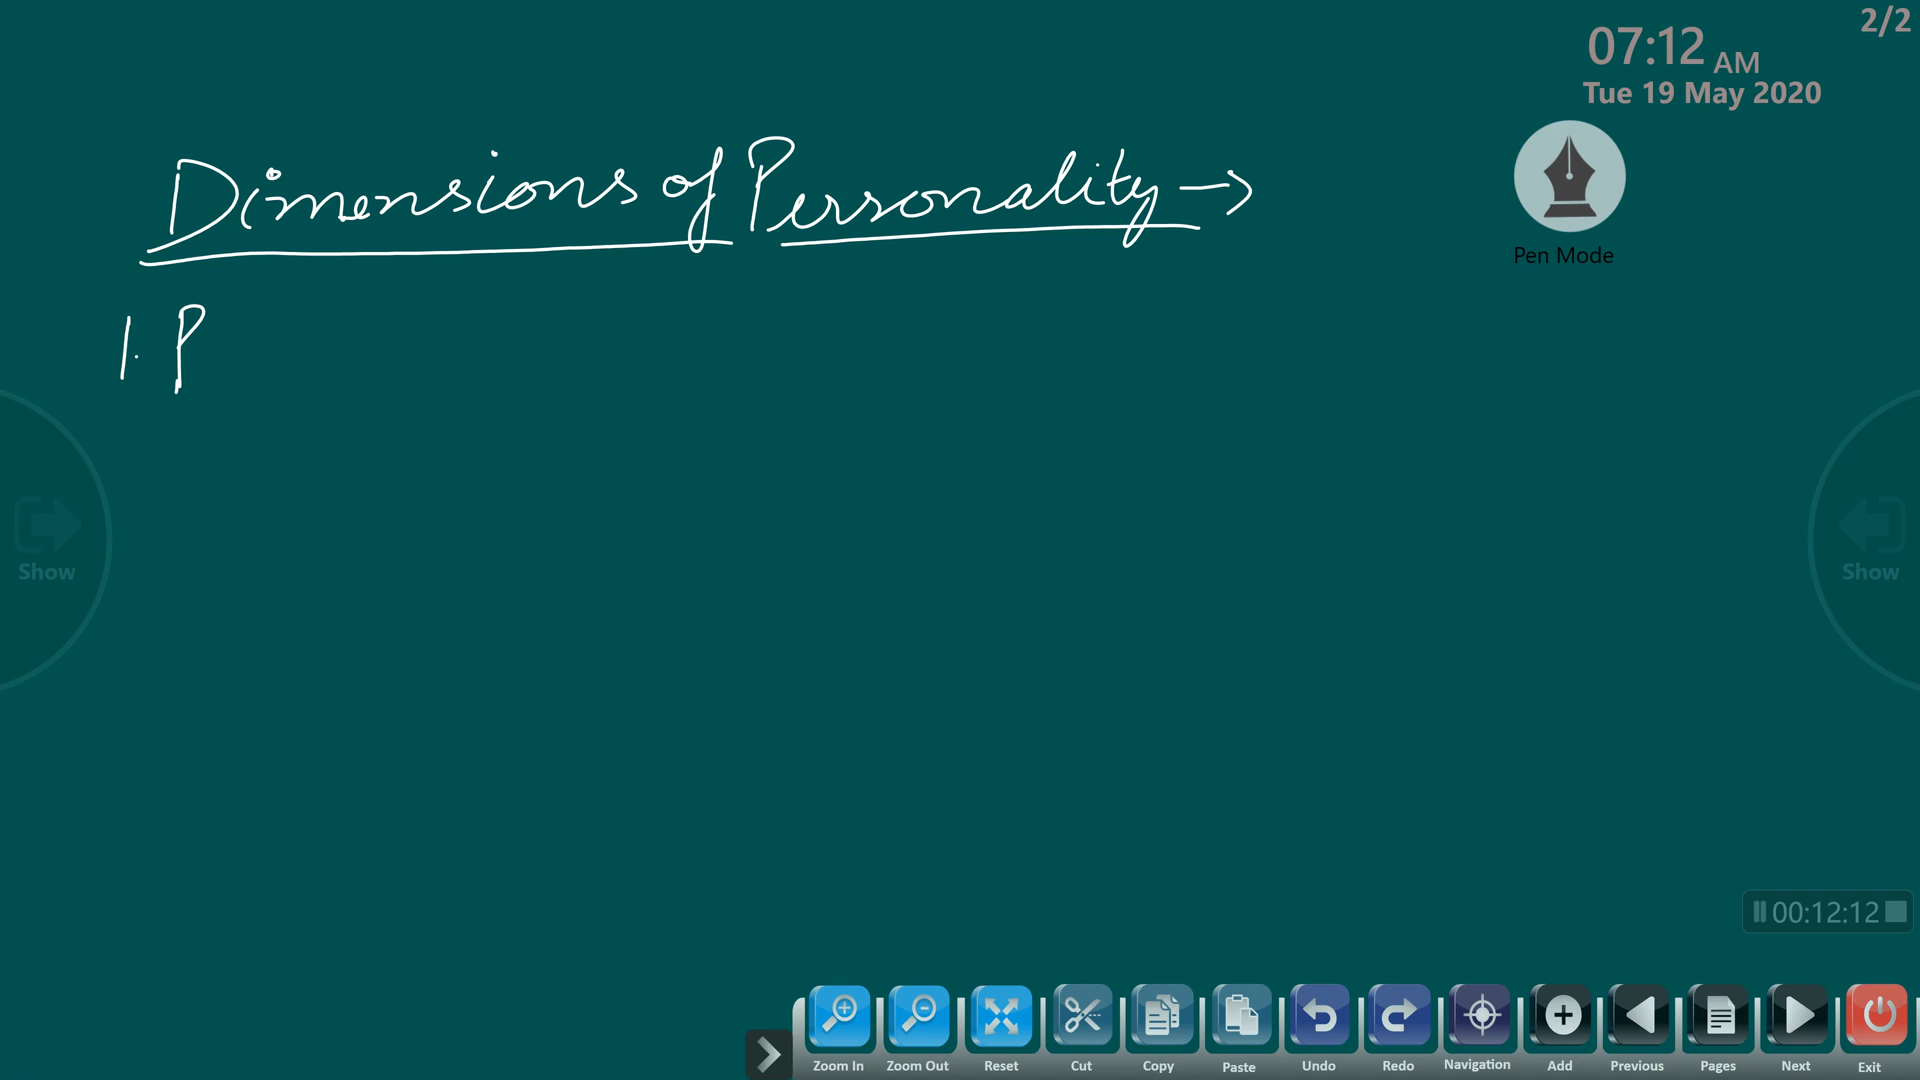 2/2
07:12 AM
Tue 19 May 2020
Dimensions of Personality →
Pen Mode
1. P
Show
Show
00:12:12
Zoom In Zoom Out Reset Cut Copy Paste Undo Redo Navigation Add Previous Pages Next Exit